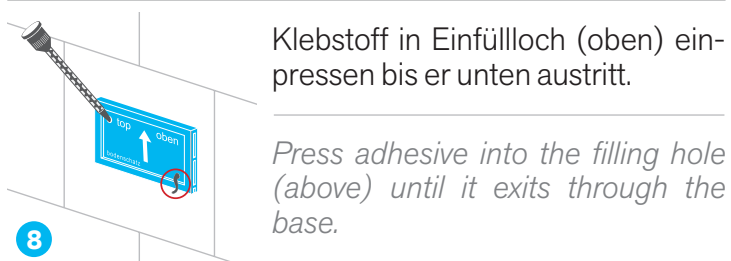 Klebstoff in Einfüllloch (oben) ein-
pressen bis er unten austritt.
Press adhesive into the filling hole
(above) until it exits through the
base.
top oben
bodenschatz
8